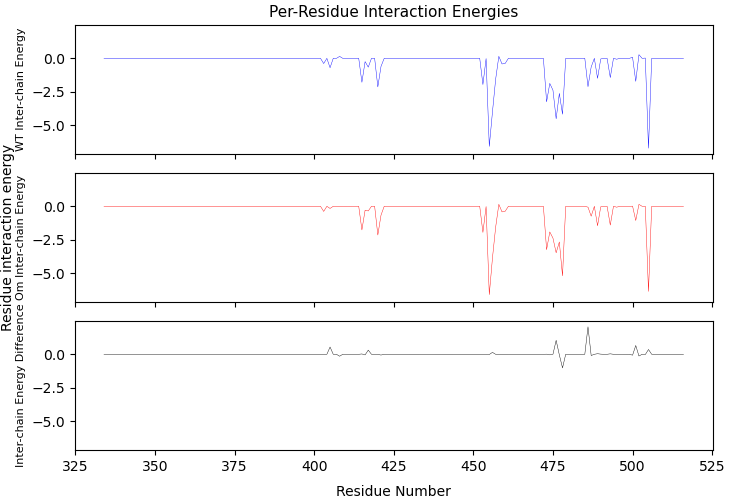 Per-Residue Interaction Energies
WT Inter-chain Energy
0.0
−2.5
−5.0
Residue interaction energy
Om Inter-chain Energy
0.0
−2.5
−5.0
Inter-chain Energy Difference
0.0
−2.5
−5.0
325 350 375 400 425 450 475 500 525
Residue Number